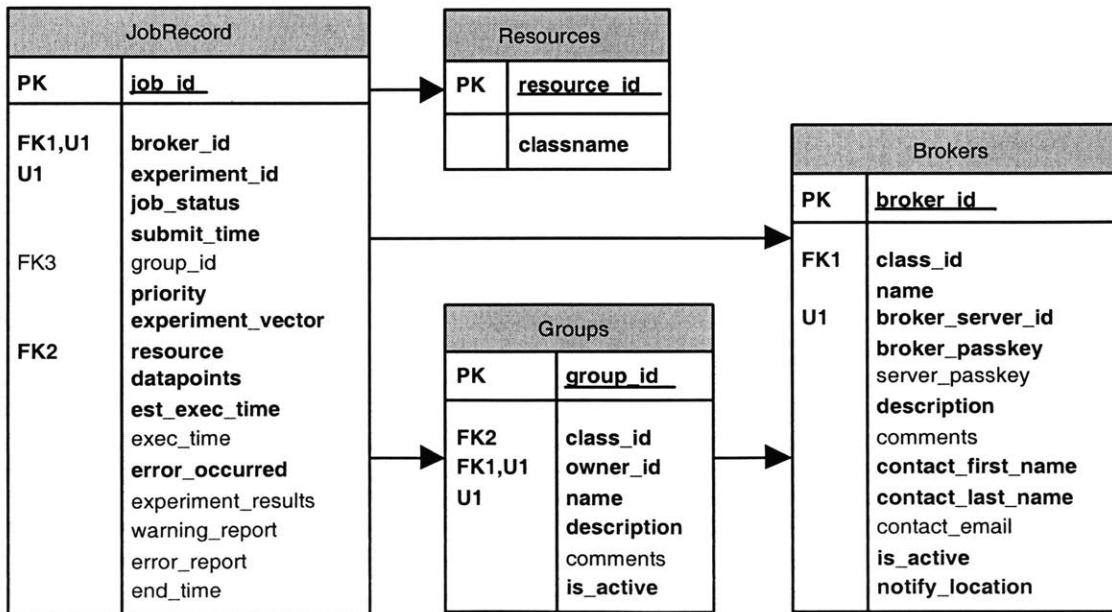 JobRecord
PK job_id
FK1,U1 broker_id
U1 experiment_id
job_status
submit_time
FK3 group_id
priority
experiment_vector
FK2 resource
datapoints
est_exec_time
exec_time
error_occurred
experiment_results
warning_report
error_report
end_time
Resources
PK resource_id
classname
Groups
PK group_id
FK2 class_id
FK1,U1 owner_id
U1 name
description
comments
is_active
Brokers
PK broker_id
FK1 class_id
name
U1 broker_server_id
broker_passkey
server_passkey
description
comments
contact_first_name
contact_last_name
contact_email
is_active
notify_location